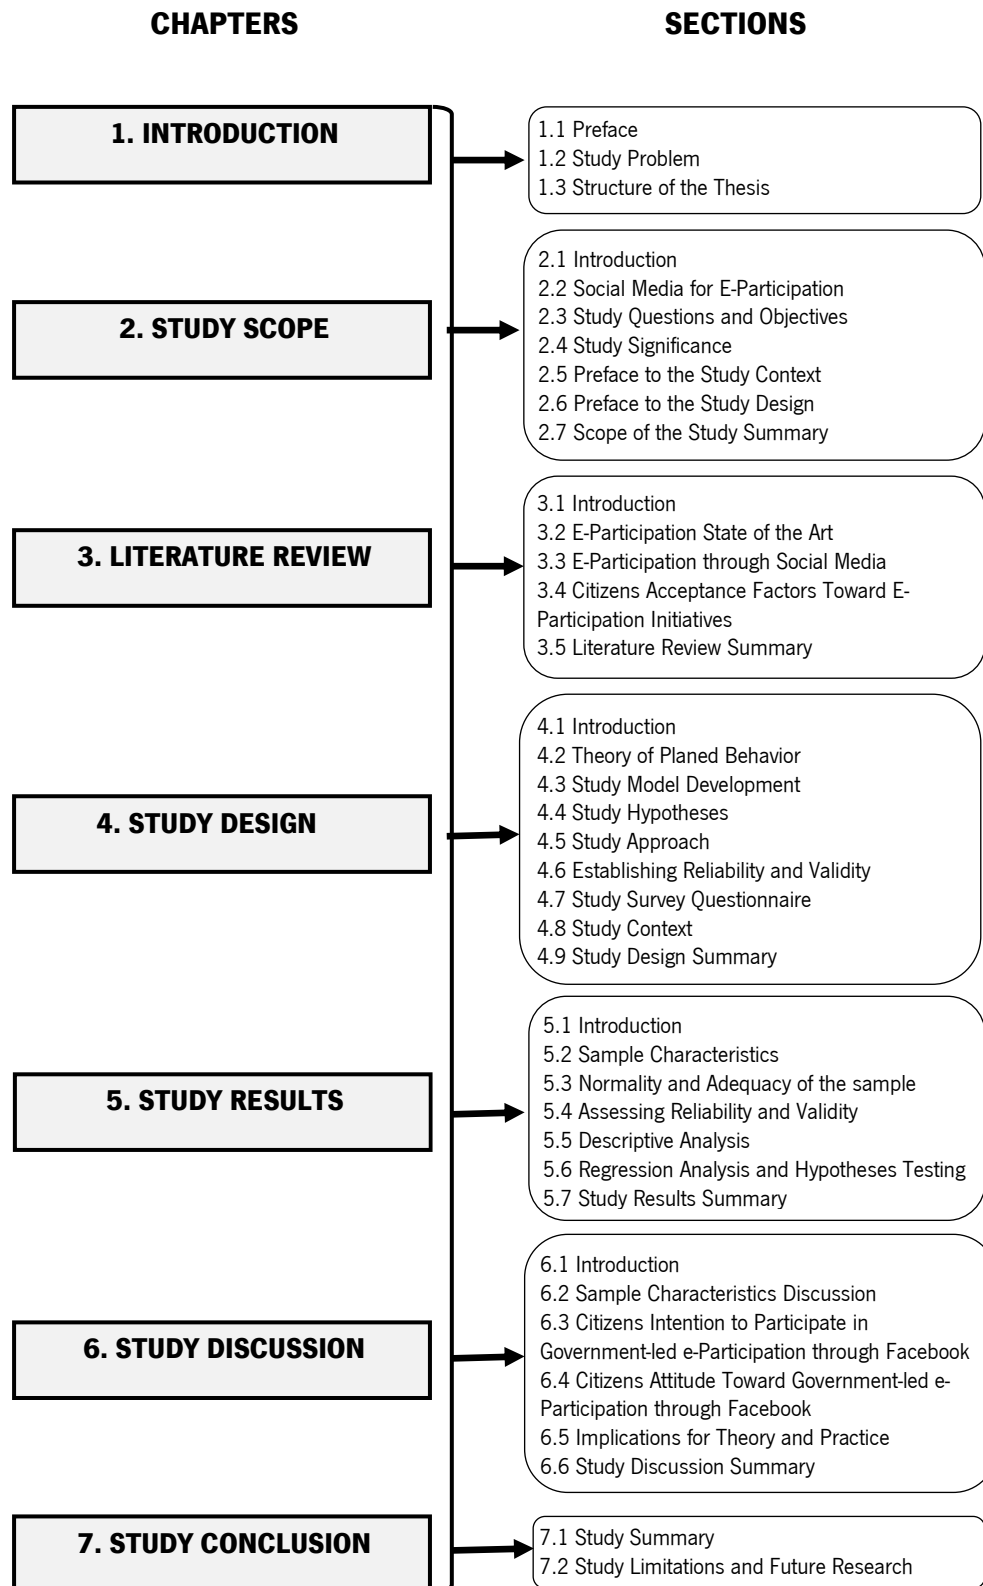 CHAPTERS
SECTIONS
1. INTRODUCTION
1.1 Preface
1.2 Study Problem
1.3 Structure of the Thesis
2. STUDY SCOPE
2.1 Introduction
2.2 Social Media for E-Participation
2.3 Study Questions and Objectives
2.4 Study Significance
2.5 Preface to the Study Context
2.6 Preface to the Study Design
2.7 Scope of the Study Summary
3. LITERATURE REVIEW
3.1 Introduction
3.2 E-Participation State of the Art
3.3 E-Participation through Social Media
3.4 Citizens Acceptance Factors Toward E-
Participation Initiatives
3.5 Literature Review Summary
4. STUDY DESIGN
4.1 Introduction
4.2 Theory of Planed Behavior
4.3 Study Model Development
4.4 Study Hypotheses
4.5 Study Approach
4.6 Establishing Reliability and Validity
4.7 Study Survey Questionnaire
4.8 Study Context
4.9 Study Design Summary
5. STUDY RESULTS
5.1 Introduction
5.2 Sample Characteristics
5.3 Normality and Adequacy of the sample
5.4 Assessing Reliability and Validity
5.5 Descriptive Analysis
5.6 Regression Analysis and Hypotheses Testing
5.7 Study Results Summary
6. STUDY DISCUSSION
6.1 Introduction
6.2 Sample Characteristics Discussion
6.3 Citizens Intention to Participate in
Government-led e-Participation through Facebook
6.4 Citizens Attitude Toward Government-led e-
Participation through Facebook
6.5 Implications for Theory and Practice
6.6 Study Discussion Summary
7. STUDY CONCLUSION
7.1 Study Summary
7.2 Study Limitations and Future Research